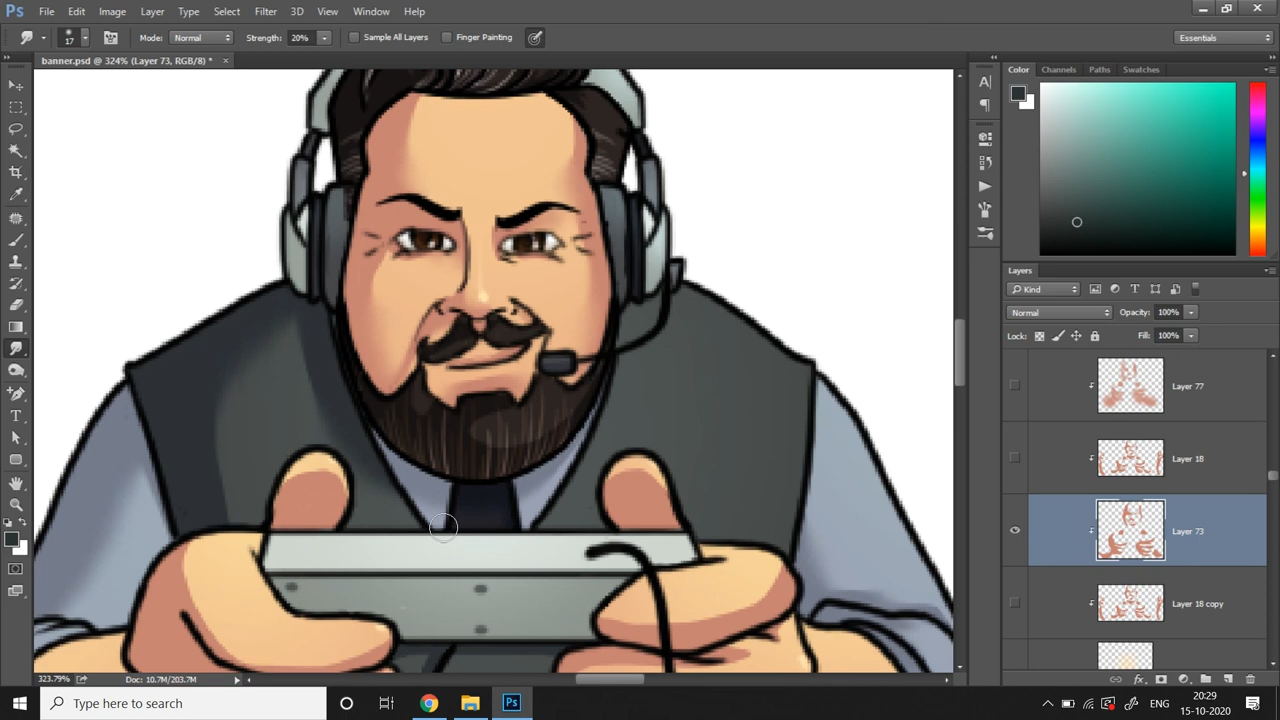 Ps File Edit Image Layer Type Select Filter 3D View Window Help
17 Mode: Normal Strength: 20% Sample All Layers Finger Painting Essentials
banner.psd @ 324% (Layer 73, RGB/8) * ×
Color Channels Paths Swatches
Layers
Kind
Normal Opacity: 100%
Lock: Fill: 100%
Layer 77
Layer 18
Layer 73
Layer 18 copy
323.79% Doc: 10.7M/203.7M
Type here to search
20:29
15-10-2020